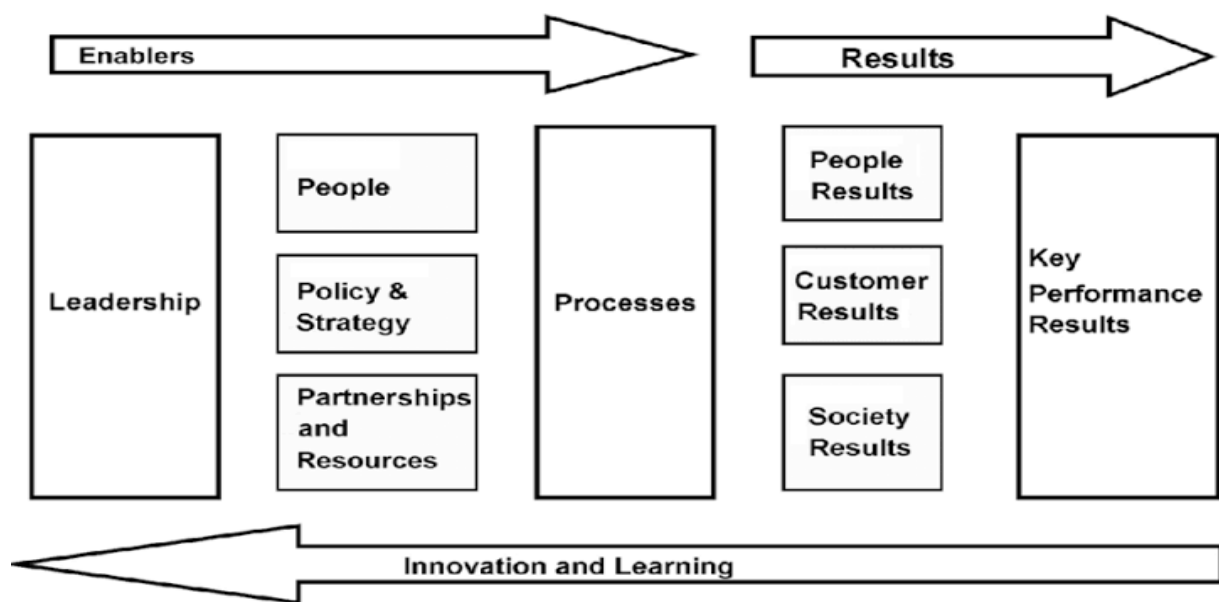 Enablers
Results
Leadership
People
Policy &
Strategy
Partnerships
and
Resources
Processes
People
Results
Customer
Results
Society
Results
Key
Performance
Results
Innovation and Learning